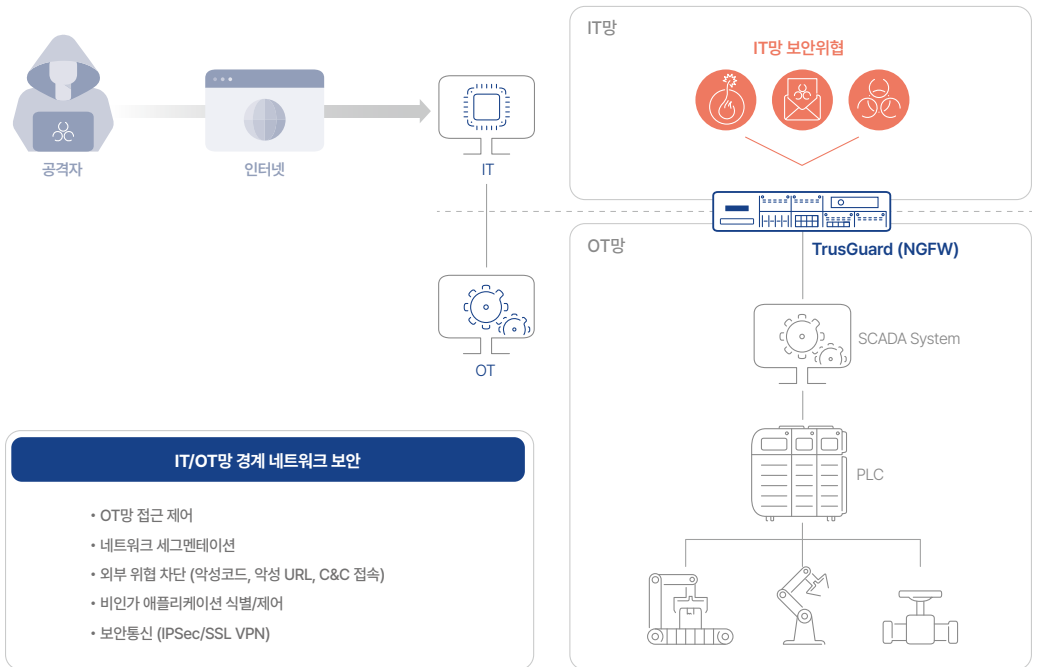 공격자
인터넷
IT
OT
IT망
IT망 보안위협
TrusGuard (NGFW)
OT망
SCADA System
PLC
IT/OT망 경계 네트워크 보안
• OT망 접근 제어
• 네트워크 세그멘테이션
• 외부 위협 차단 (악성코드, 악성 URL, C&C 접속)
• 비인가 애플리케이션 식별/제어
• 보안통신 (IPSec/SSL VPN)